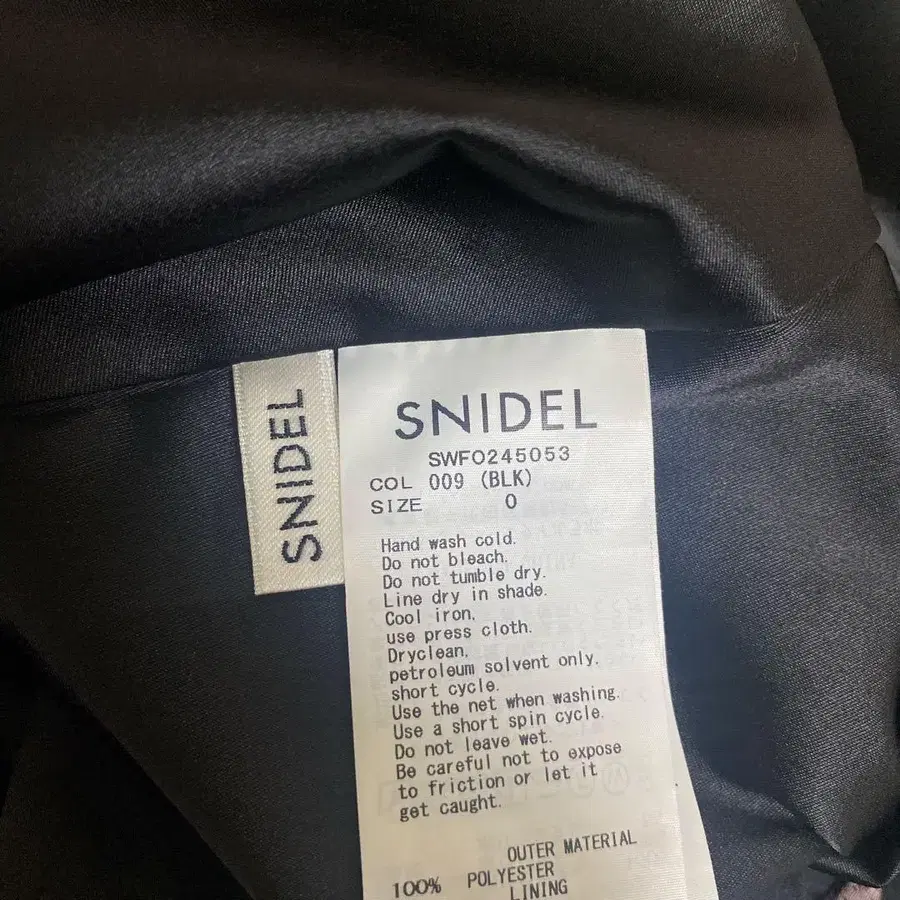 SNIDEL
SNIDEL
SWFO245053
COL 009 (BLK)
SIZE 0
Hand wash cold.
Do not bleach.
Do not tumble dry.
Line dry in shade.
Cool iron.
use press cloth.
Dryclean.
petroleum solvent only.
short cycle.
Use the net when washing.
Use a short spin cycle.
Do not leave wet.
Be careful not to expose
to friction or let it
get caught.
OUTER MATERIAL
100% POLYESTER
LINING